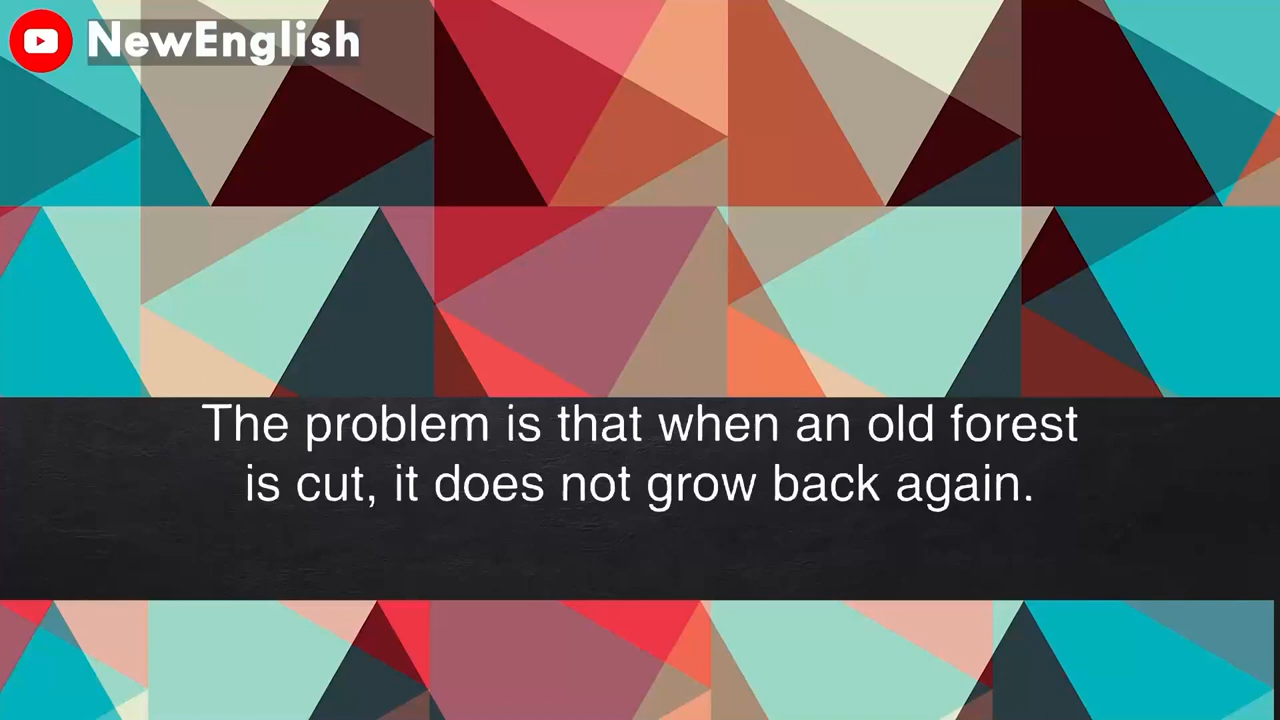 NewEnglish
The problem is that when an old forest
is cut, it does not grow back again.